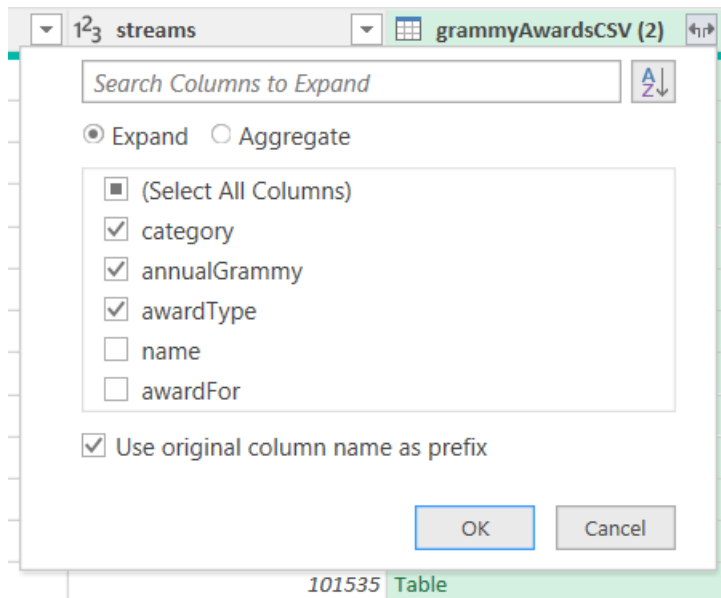 1²3 streams grammyAwardsCSV (2)
Search Columns to Expand
AZ
Expand Aggregate
(Select All Columns)
category
annualGrammy
awardType
name
awardFor
Use original column name as prefix
OK Cancel
101535 Table